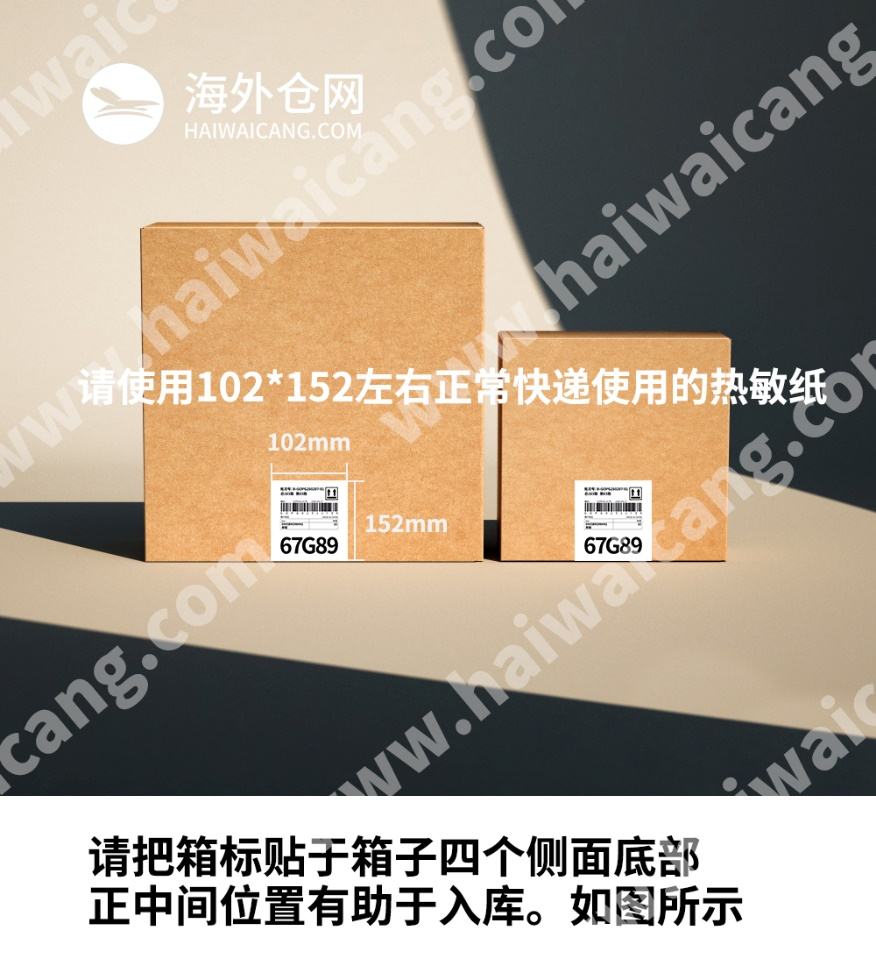 海外仓网
HAIWAICANG.COM
请使用102*152左右正常快递使用的热敏纸
102mm
152mm
67G89
67G89
请把箱标贴于箱子四个侧面底部
正中间位置有助于入库。如图所示
www.haiwaicang.com